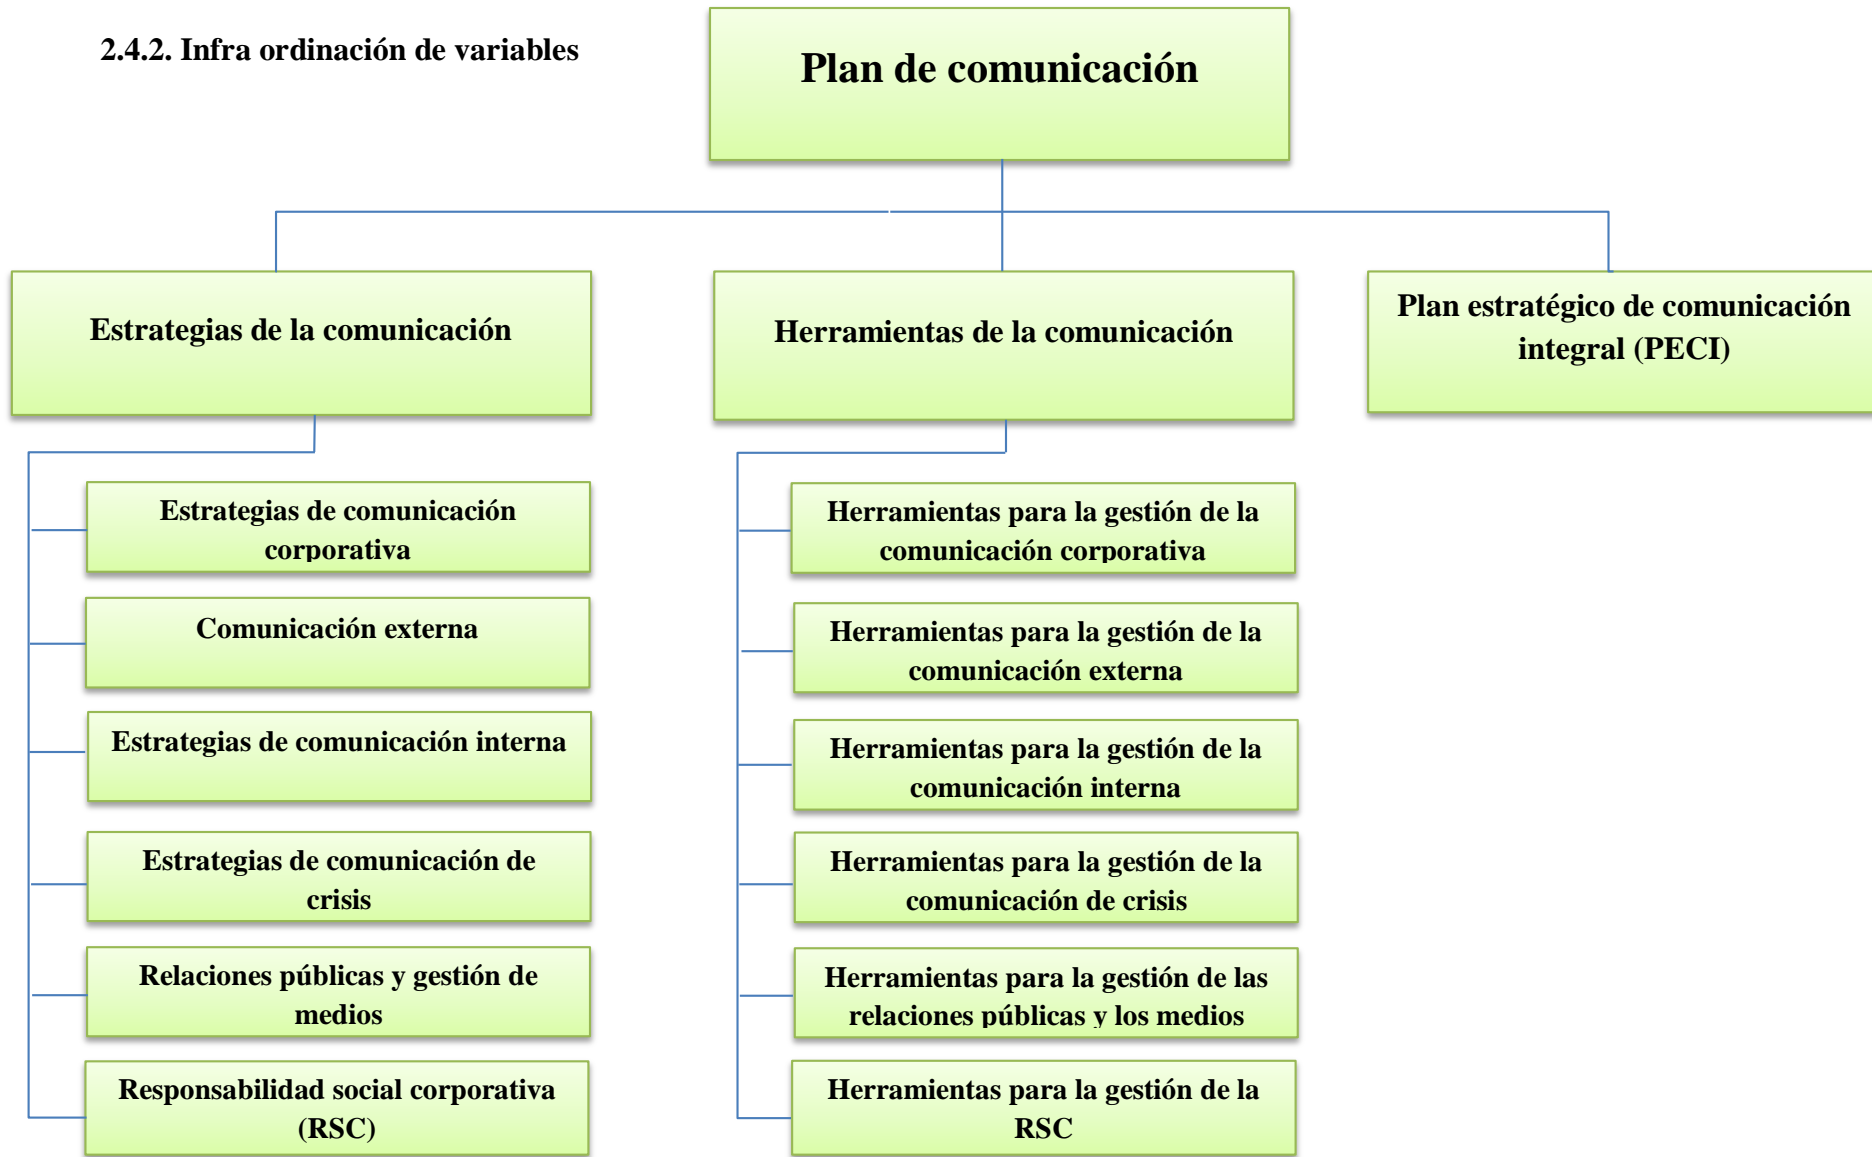 2.4.2. Infra ordinación de variables
Plan de comunicación
Estrategias de la comunicación
Herramientas de la comunicación
Plan estratégico de comunicación
integral (PECI)
Estrategias de comunicación
corporativa
Comunicación externa
Estrategias de comunicación interna
Estrategias de comunicación de
crisis
Relaciones públicas y gestión de
medios
Responsabilidad social corporativa
(RSC)
Herramientas para la gestión de la
comunicación corporativa
Herramientas para la gestión de la
comunicación externa
Herramientas para la gestión de la
comunicación interna
Herramientas para la gestión de la
comunicación de crisis
Herramientas para la gestión de las
relaciones públicas y los medios
Herramientas para la gestión de la
RSC